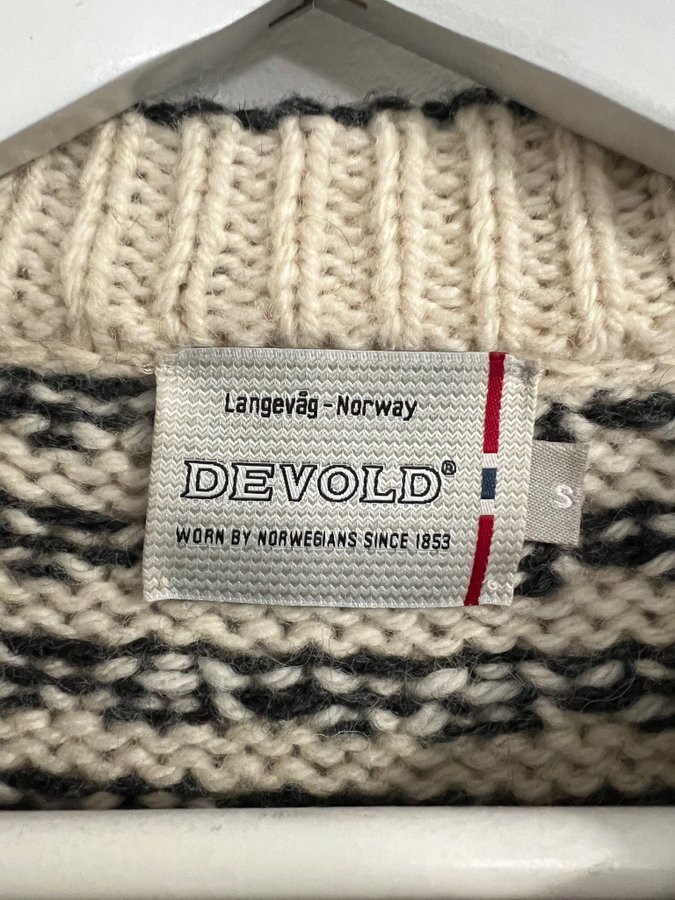 Langevåg - Norway
DEVOLD®
WORN BY NORWEGIANS SINCE 1853
S